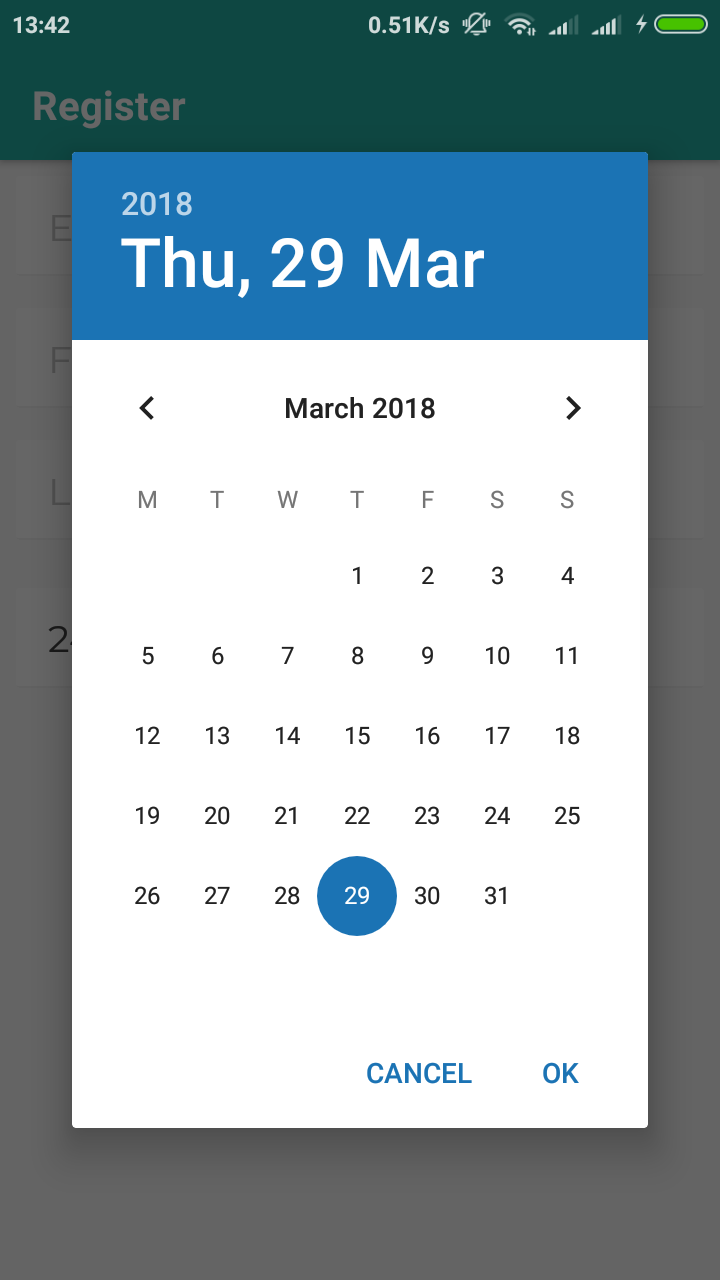 13:42 0.51K/s
Register
2018
Thu, 29 Mar
March 2018
M T W T F S S
1 2 3 4
5 6 7 8 9 10 11
12 13 14 15 16 17 18
19 20 21 22 23 24 25
26 27 28 29 30 31
CANCEL OK